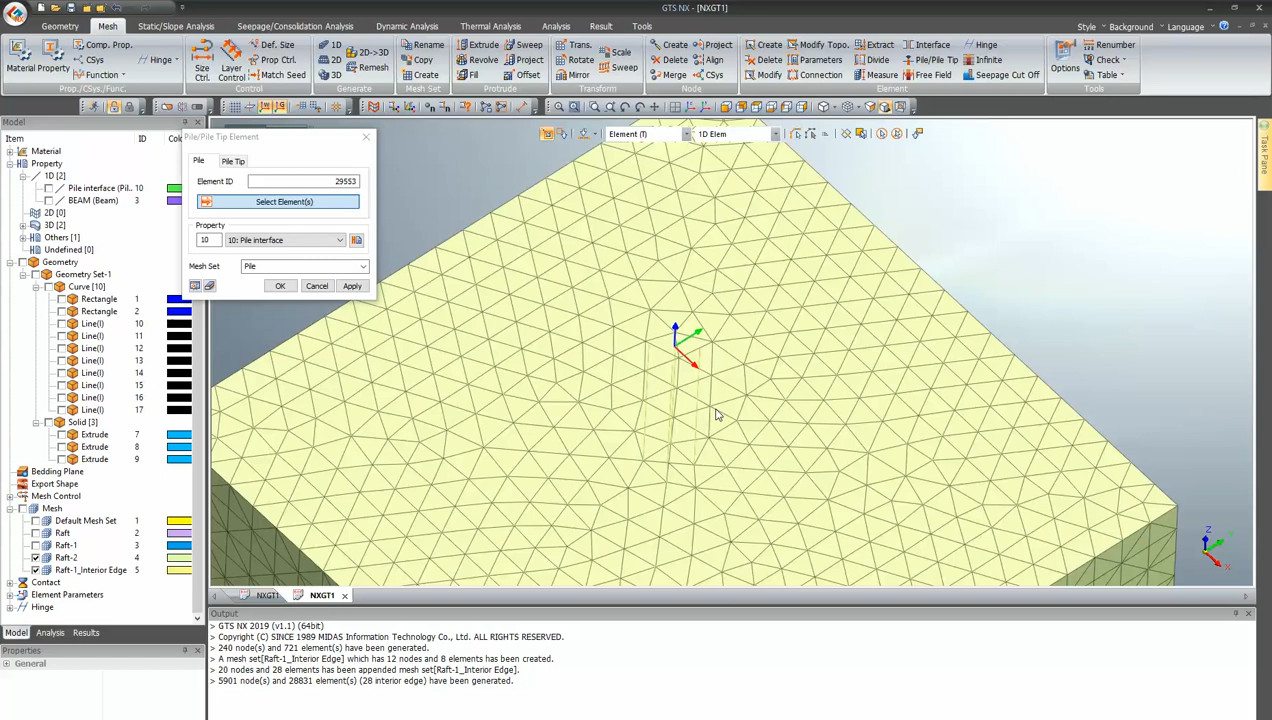 GTS NX - [NXGT1]
Geometry Mesh Static/Slope Analysis Seepage/Consolidation Analysis Dynamic Analysis Thermal Analysis Analysis Result Tools Style Background Language
Material Property Comp. Prop. CSys Function Hinge
Size Ctrl. Layer Control Def. Size Prop Ctrl. Match Seed
1D 2D 3D 2D->3D Remesh
Rename Copy Create
Extrude Revolve Fill Sweep Project Offset
Trans. Rotate Mirror Scale Sweep
Create Delete Merge Project Align CSys
Create Delete Modify Modify Topo. Parameters Connection Extract Divide Measure Interface Pile/Pile Tip Free Field Hinge Infinite Seepage Cut Off
Options Renumber Check Table
Prop./CSys./Func. Control Generate Mesh Set Protrude Transform Node Element Tools
Model
Item ID Colo
Material
Property
1D [2]
Pile interface (Pil.. 10
BEAM (Beam) 3
2D [0]
3D [2]
Others [1]
Undefined [0]
Geometry
Geometry Set-1
Curve [10]
Rectangle 1
Rectangle 2
Line(I) 10
Line(I) 11
Line(I) 12
Line(I) 13
Line(I) 14
Line(I) 15
Line(I) 16
Line(I) 17
Solid [3]
Extrude 7
Extrude 8
Extrude 9
Bedding Plane
Export Shape
Mesh Control
Mesh
Default Mesh Set 1
Raft 2
Raft-1 3
Raft-2 4
Raft-1_Interior Edge 5
Contact
Element Parameters
Hinge
Model Analysis Results
Properties
General
Pile/Pile Tip Element
Pile Pile Tip
Element ID 29553
Select Element(s)
Property
10 10: Pile interface
Mesh Set Pile
OK Cancel Apply
Element (T) 1D Elem
Task Pane
Z
X
NXGT1 NXGT1
Output
> GTS NX 2019 (v1.1) (64bit)
> Copyright (C) SINCE 1989 MIDAS Information Technology Co., Ltd. ALL RIGHTS RESERVED.
> 240 node(s) and 721 element(s) have been generated.
> A mesh set[Raft-1_Interior Edge] which has 12 nodes and 8 elements has been created.
> 20 nodes and 28 elements has been appended mesh set[Raft-1_Interior Edge].
> 5901 node(s) and 28831 element(s) (28 interior edge) have been generated.